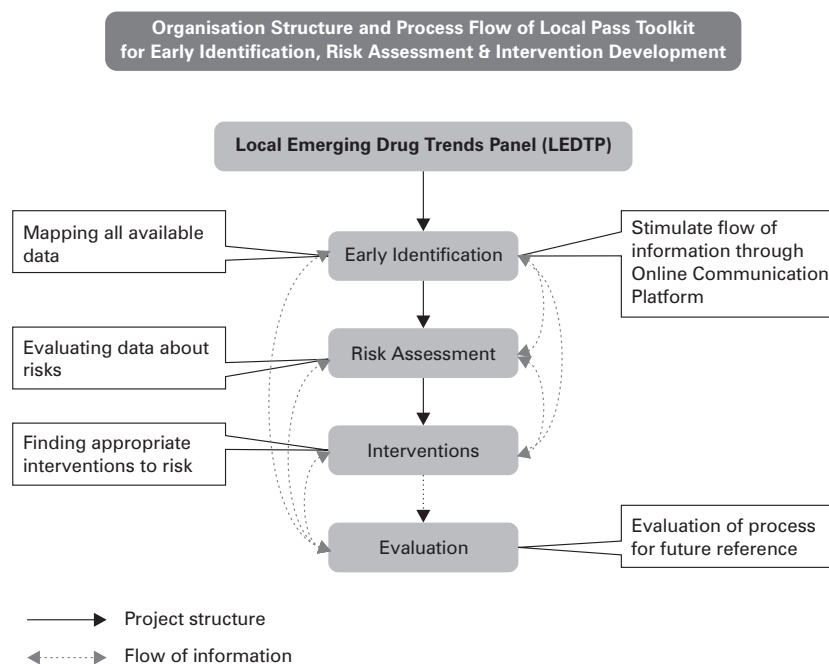 Organisation Structure and Process Flow of Local Pass Toolkit
for Early Identification, Risk Assessment & Intervention Development
Local Emerging Drug Trends Panel (LEDTP)
Mapping all available
data
Early Identification
Stimulate flow of
information through
Online Communication
Platform
Evaluating data about
risks
Risk Assessment
Finding appropriate
interventions to risk
Interventions
Evaluation
Evaluation of process
for future reference
Project structure
Flow of information